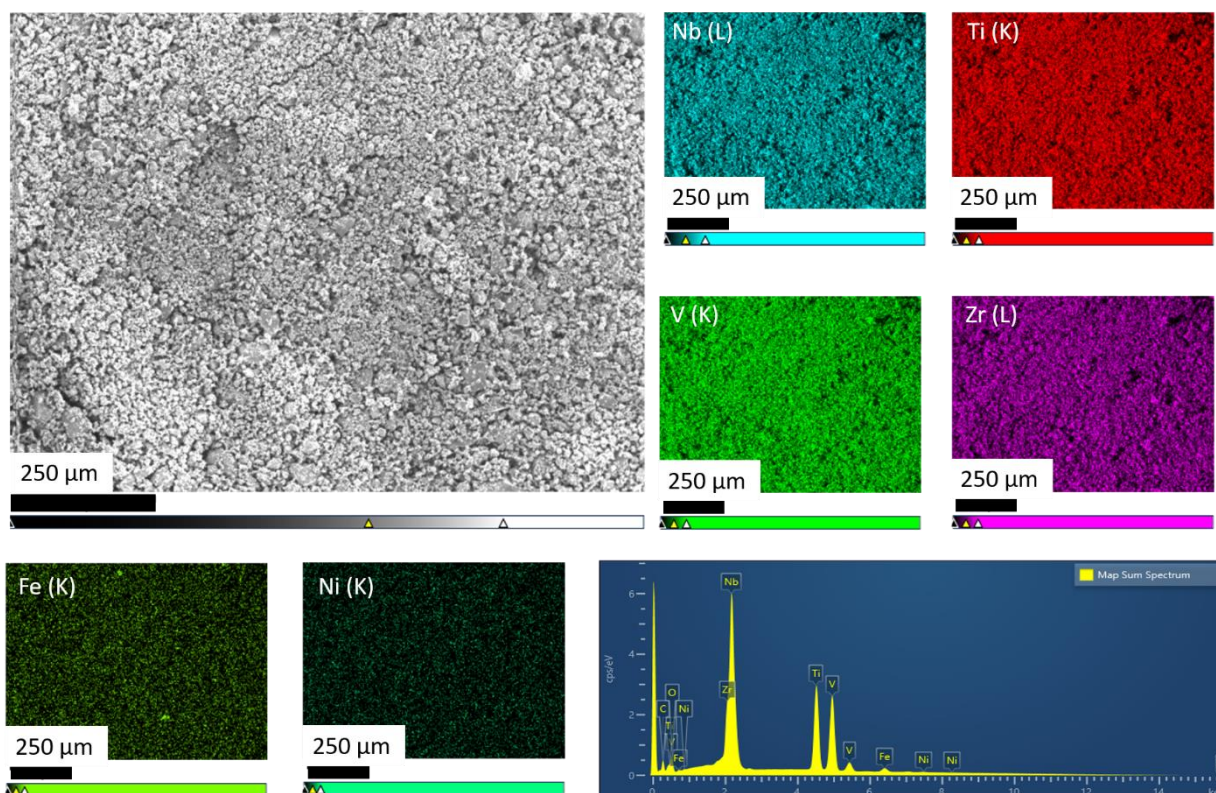 Nb (L)
Ti (K)
250 µm
250 µm
V (K)
Zr (L)
250 µm
250 µm
250 µm
Fe (K)
Ni (K)
250 µm
250 µm
Map Sum Spectrum
cps/eV
6
4
2
0
Nb
Zr
O
C
Ni
T
V
Fe
Ti
V
V
Fe
Ni
Ni
0 2 4 6 8 10 12 14